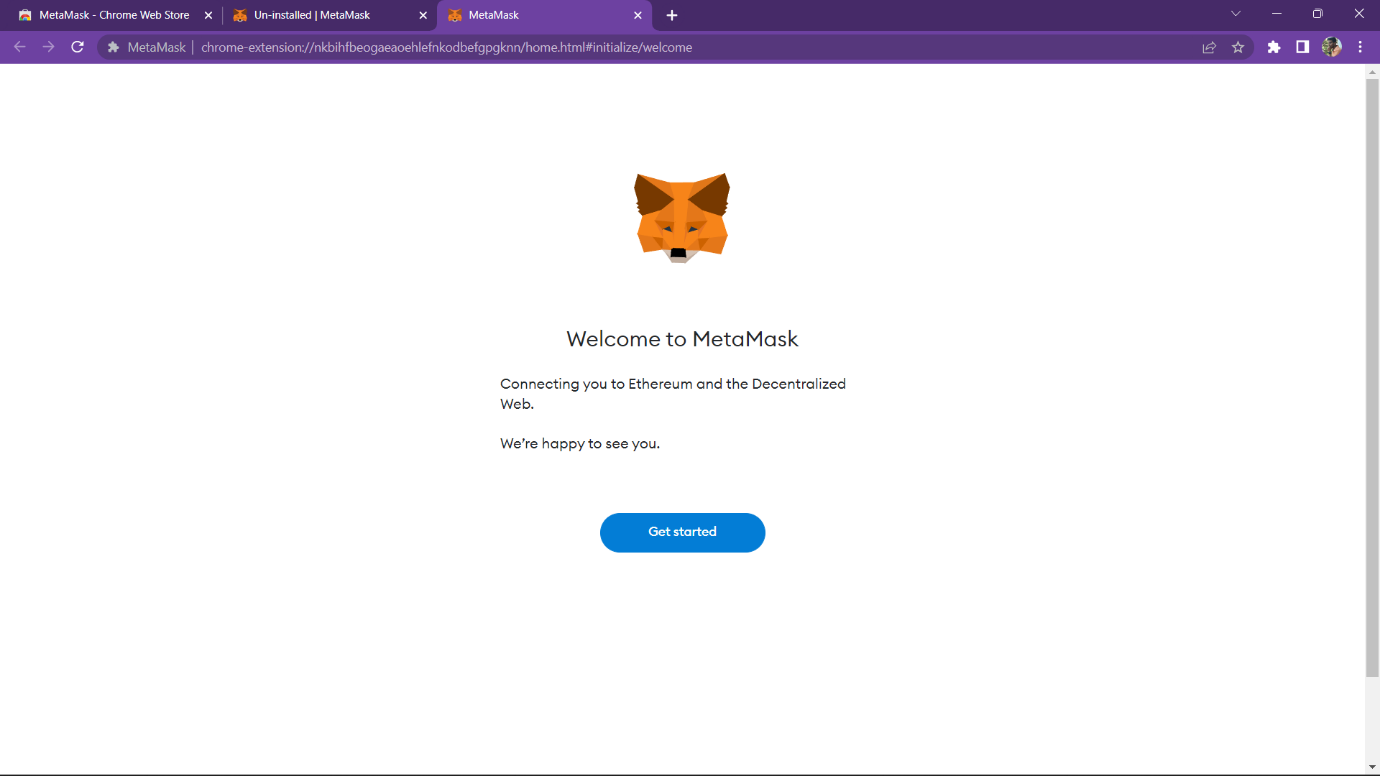 MetaMask - Chrome Web Store
Un-installed | MetaMask
MetaMask
MetaMask | chrome-extension://nkbihfbeogaeaoehlefnkodbefgpgknn/home.html#initialize/welcome
Welcome to MetaMask
Connecting you to Ethereum and the Decentralized
Web.
We're happy to see you.
Get started